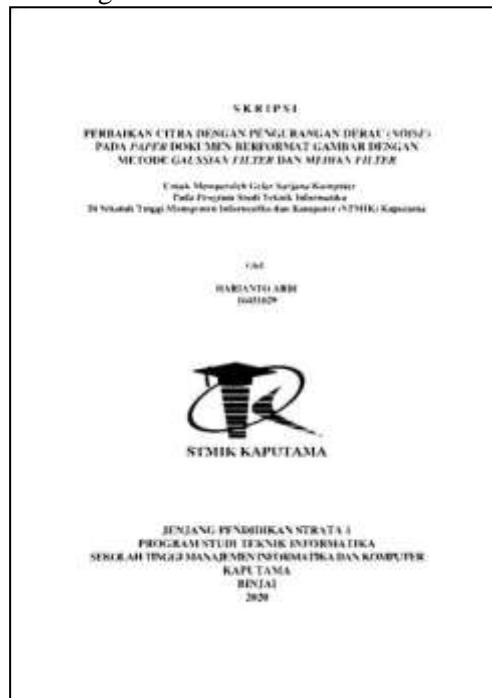 SKRIPSI
PERBAIKAN CITRA DENGAN PENGURANGAN DERAU (NOISE)
PADA PAPER DOKUMEN BERFORMAT GAMBAR DENGAN
METODE GAUSSIAN FILTER DAN MEDIAN FILTER
Untuk Memperoleh Gelar Sarjana Komputer
Pada Program Studi Teknik Informatika
Di Sekolah Tinggi Manajemen Informatika dan Komputer (STMIK) Kaputama
Oleh
HARIANTO ARDI
STMIK KAPUTAMA
JENJANG PENDIDIKAN STRATA 1
PROGRAM STUDI TEKNIK INFORMATIKA
SEKOLAH TINGGI MANAJEMEN INFORMATIKA DAN KOMPUTER
KAPUTAMA
BINJAI
2020